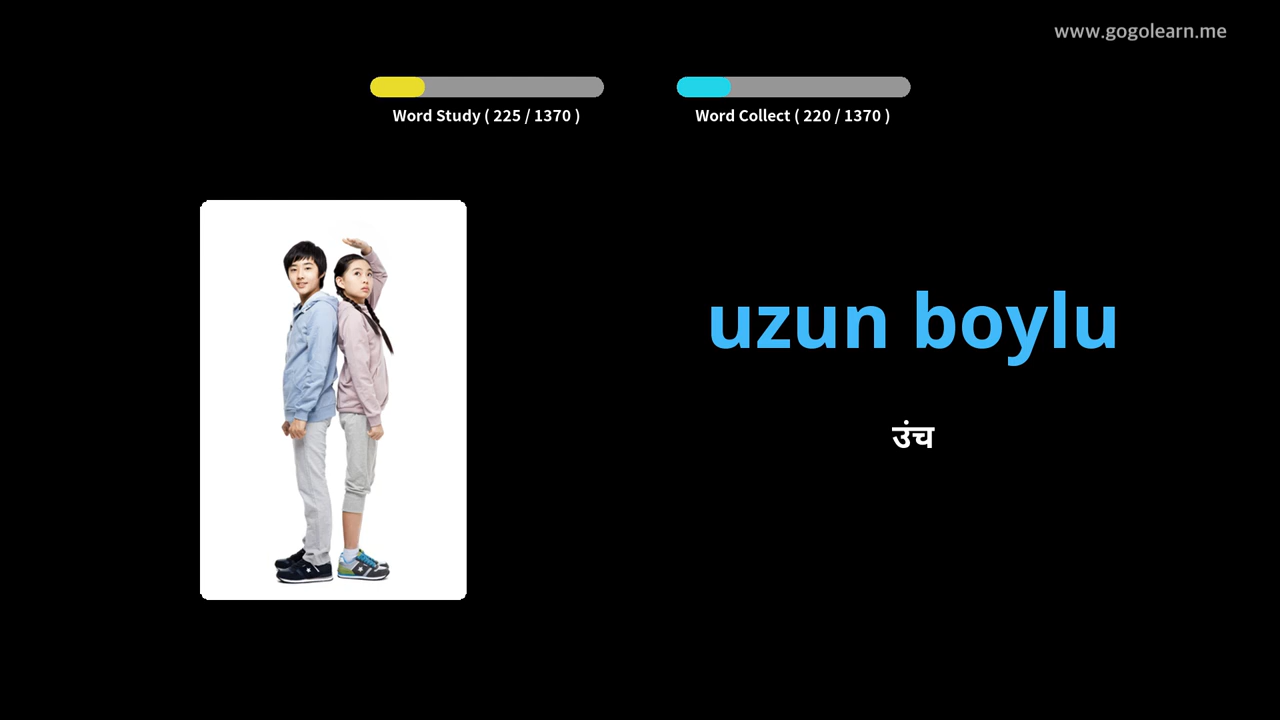 www.gogolearn.me
Word Study ( 225 / 1370 )
Word Collect ( 220 / 1370 )
uzun boylu
उंच